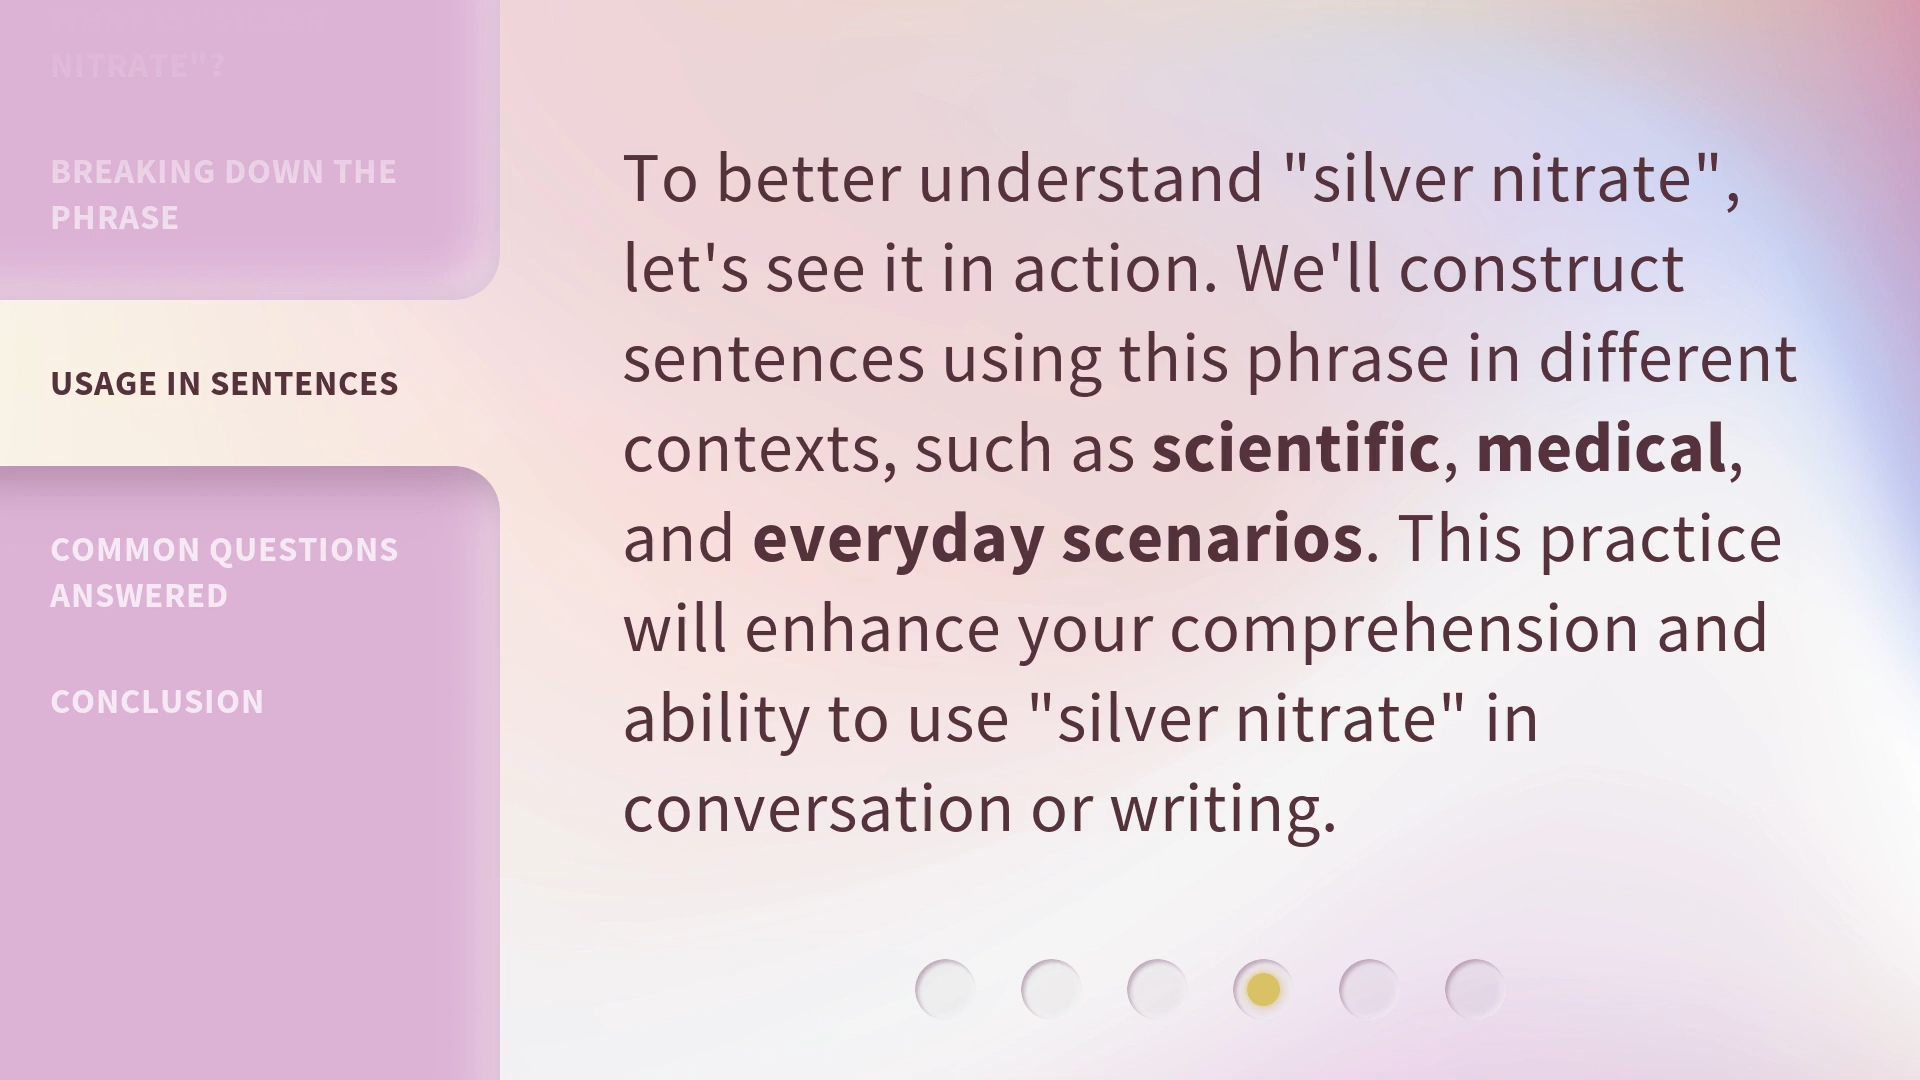 NITRATE"?
BREAKING DOWN THE
PHRASE
USAGE IN SENTENCES
COMMON QUESTIONS
ANSWERED
CONCLUSION
To better understand "silver nitrate",
let's see it in action. We'll construct
sentences using this phrase in different
contexts, such as scientific, medical,
and everyday scenarios. This practice
will enhance your comprehension and
ability to use "silver nitrate" in
conversation or writing.